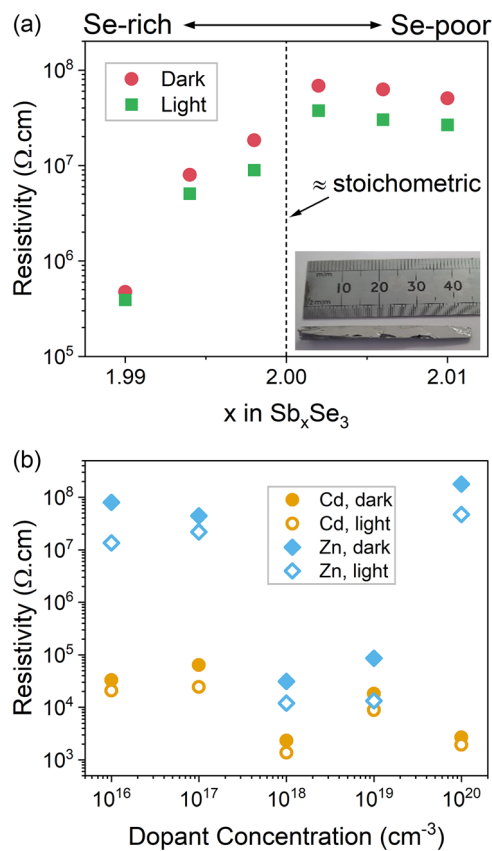 (a)
Se-rich
Se-poor
10⁸
10⁷
10⁶
10⁵
Resistivity (Ω.cm)
Dark
Light
≈ stoichometric
mm
10 20 30 40
1.99 2.00 2.01
x in SbₓSe₃
(b)
10⁸
10⁷
10⁶
10⁵
10⁴
10³
Resistivity (Ω.cm)
Cd, dark
Cd, light
Zn, dark
Zn, light
10¹⁶ 10¹⁷ 10¹⁸ 10¹⁹ 10²⁰
Dopant Concentration (cm⁻³)